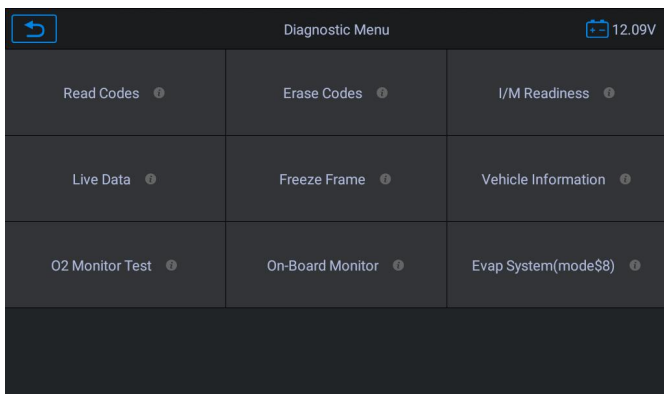 Diagnostic Menu
12.09V
Read Codes
Erase Codes
I/M Readiness
Live Data
Freeze Frame
Vehicle Information
O2 Monitor Test
On-Board Monitor
Evap System(mode$8)